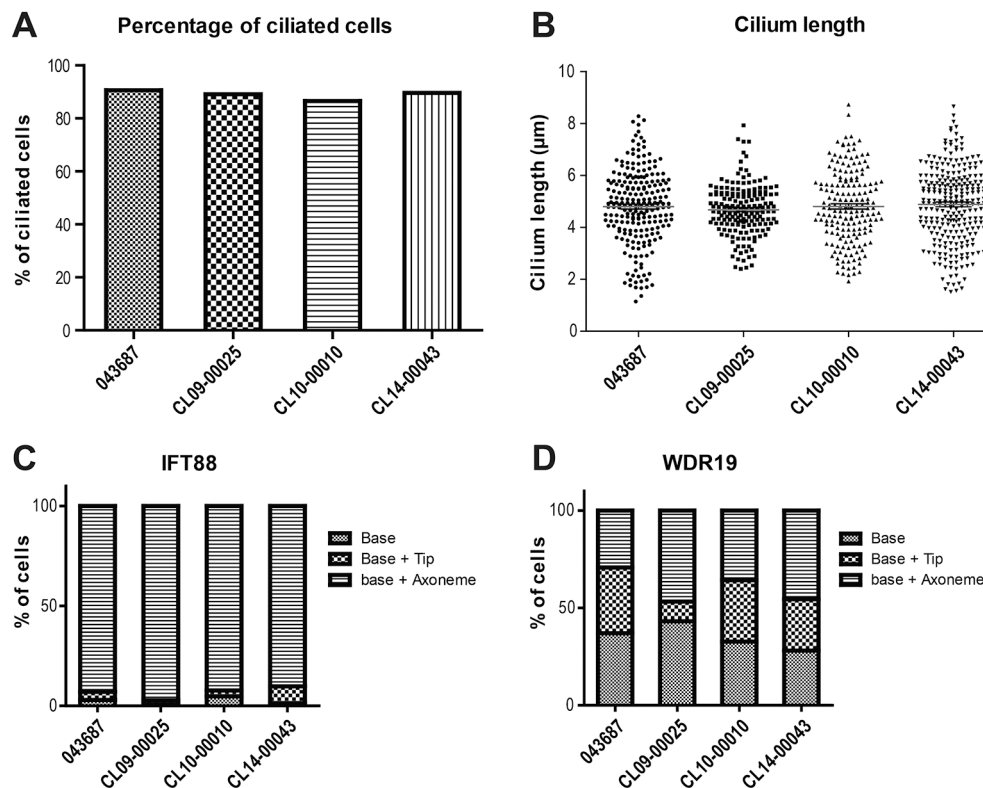 A
Percentage of ciliated cells
% of ciliated cells
100
80
60
40
20
0
043687
CL09-00025
CL10-00010
CL14-00043
B
Cilium length
Cilium length (µm)
10
8
6
4
2
0
043687
CL09-00025
CL10-00010
CL14-00043
C
IFT88
% of cells
100
50
0
043687
CL09-00025
CL10-00010
CL14-00043
Base
Base + Tip
base + Axoneme
D
WDR19
% of cells
100
50
0
043687
CL09-00025
CL10-00010
CL14-00043
Base
Base + Tip
base + Axoneme